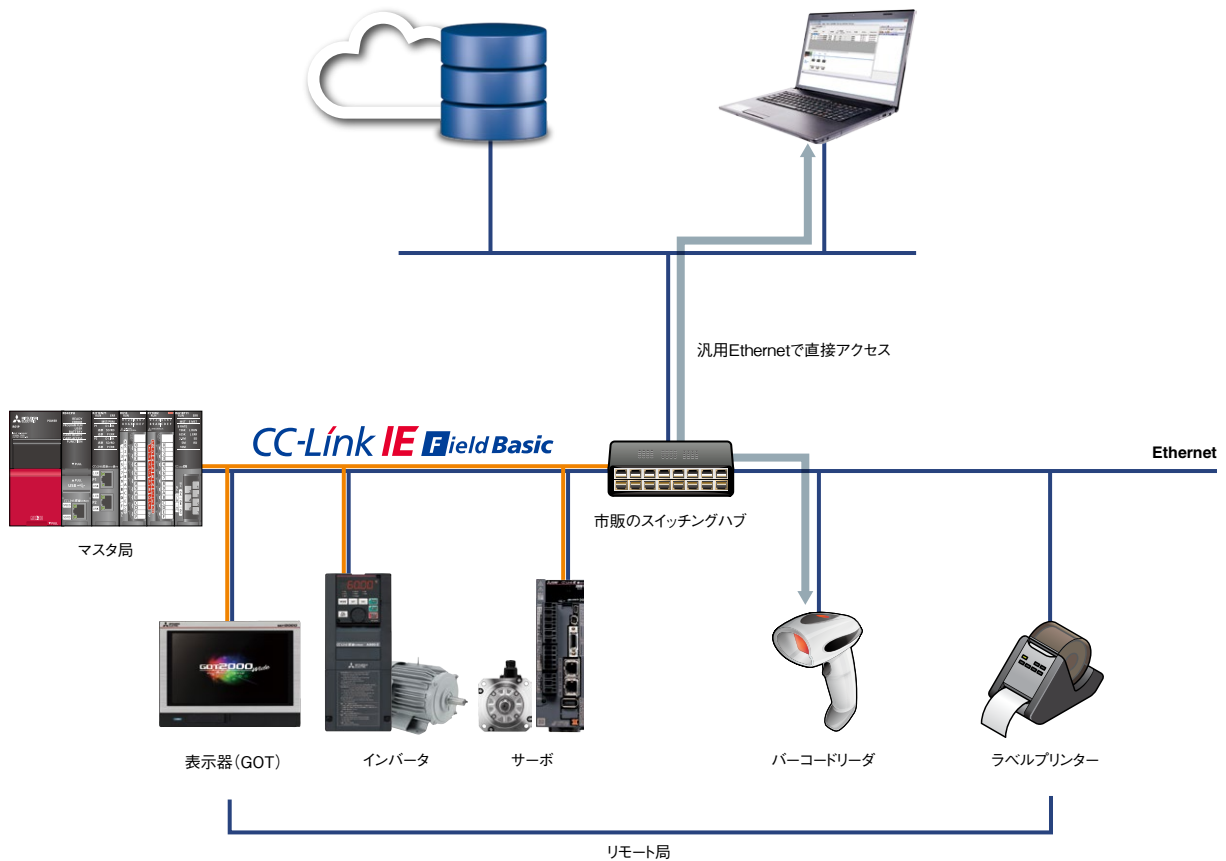 汎用Ethernetで直接アクセス
CC-Link IE Field Basic
Ethernet
市販のスイッチングハブ
マスタ局
6000
GOT2000 Wide
表示器(GOT)
インバータ
サーボ
バーコードリーダ
ラベルプリンター
リモート局